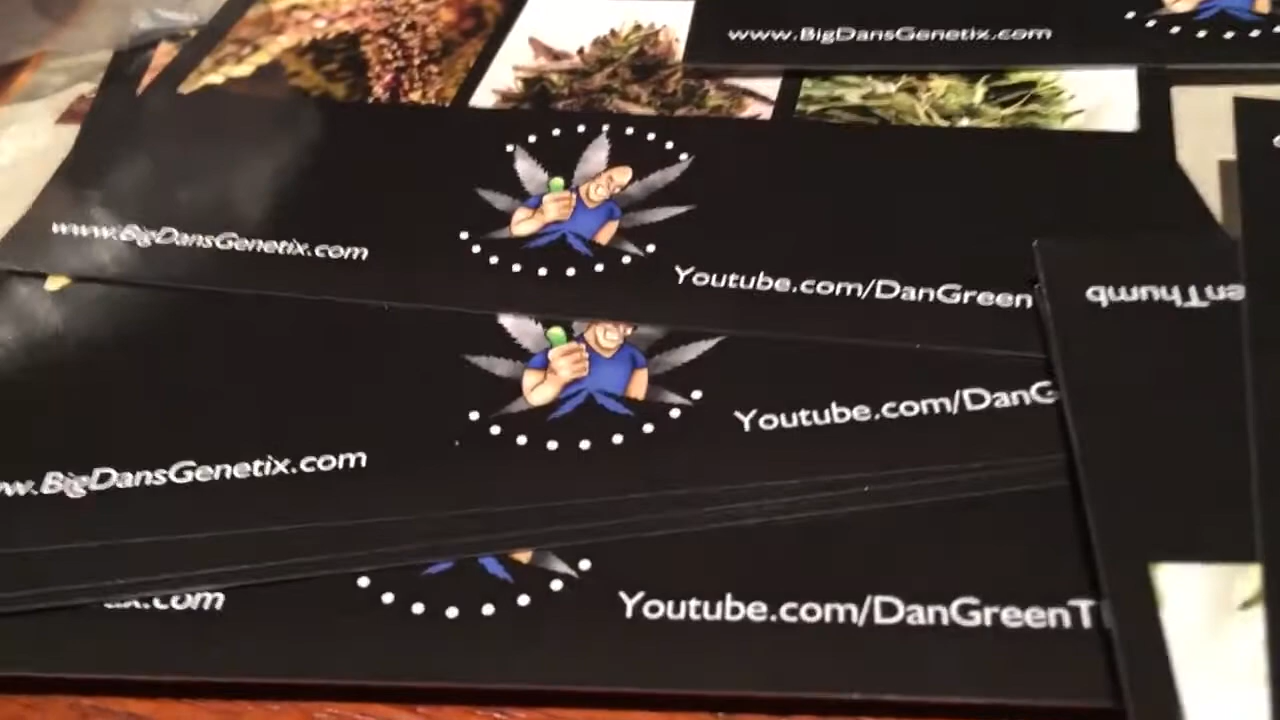 www.BigDansGenetix.com
www.BigDansGenetix.com
Youtube.com/DanGreen
enThumb
Youtube.com/DanG
ww.BigDansGenetix.com
ix.com
Youtube.com/DanGreenT